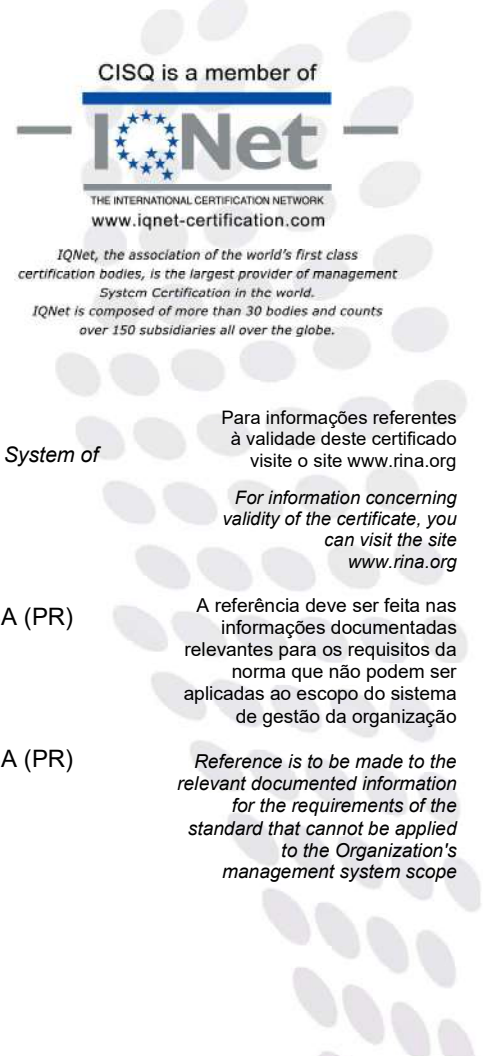 CISQ is a member of
IQNet
THE INTERNATIONAL CERTIFICATION NETWORK
www.iqnet-certification.com
IQNet, the association of the world's first class
certification bodies, is the largest provider of management
System Certification in the world.
IQNet is composed of more than 30 bodies and counts
over 150 subsidiaries all over the globe.
Para informações referentes
à validade deste certificado
visite o site www.rina.org
System of
For information concerning
validity of the certificate, you
can visit the site
www.rina.org
A (PR)
A referência deve ser feita nas
informações documentadas
relevantes para os requisitos da
norma que não podem ser
aplicadas ao escopo do sistema
de gestão da organização
A (PR)
Reference is to be made to the
relevant documented information
for the requirements of the
standard that cannot be applied
to the Organization's
management system scope